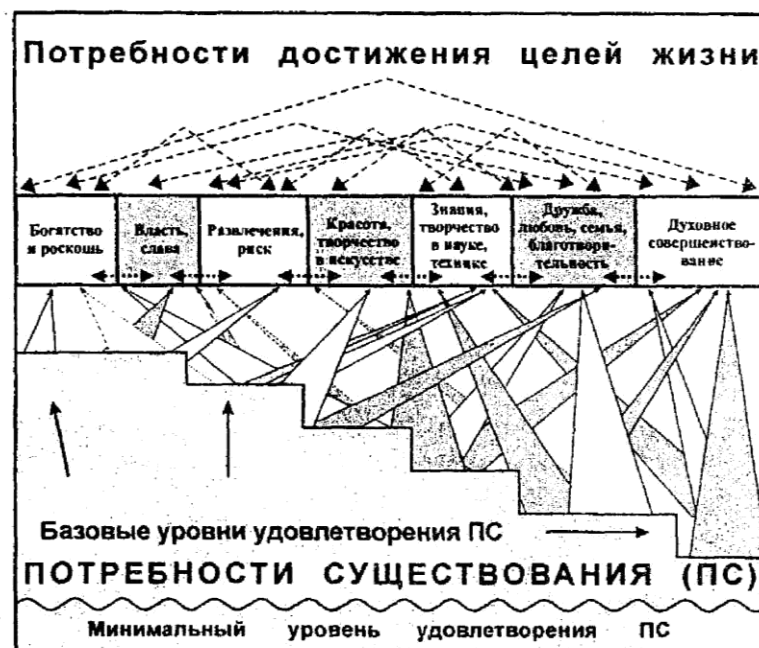 Потребности достижения целей жизни
Богатство
и роскошь
Власть,
слава
Развлечения,
риск
Красота,
творчество
в искусстве
Знания,
творчество
в науке,
технике
Дружба,
любовь, семья,
благотвори-
тельность
Духовное
совершенство-
вание
Базовые уровни удовлетворения ПС
ПОТРЕБНОСТИ СУЩЕСТВОВАНИЯ (ПС)
Минимальный уровень удовлетворения ПС